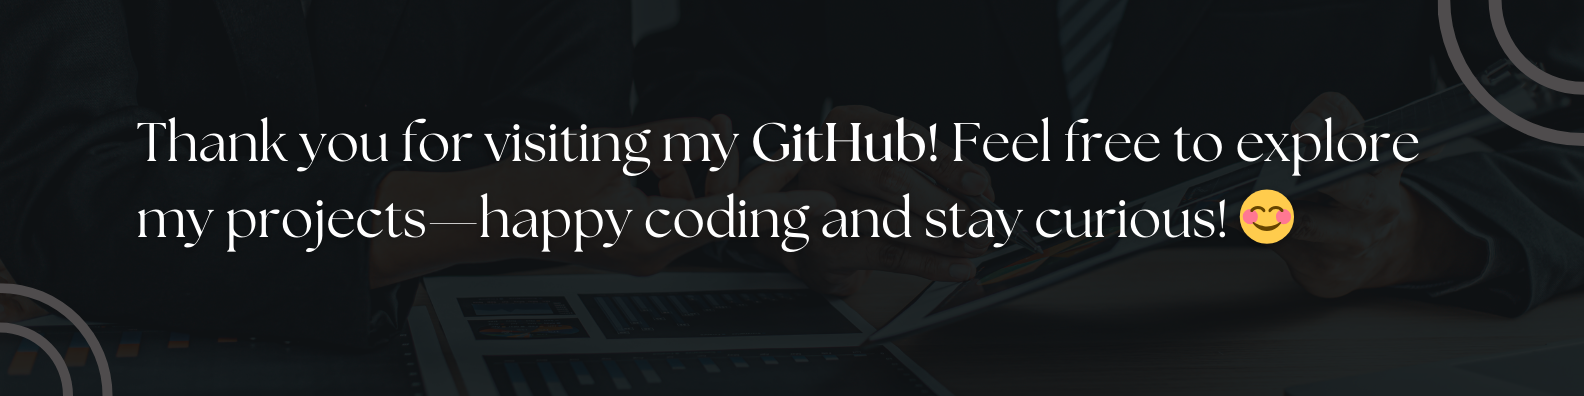 Thank you for visiting my GitHub! Feel free to explore
my projects—happy coding and stay curious! 😊